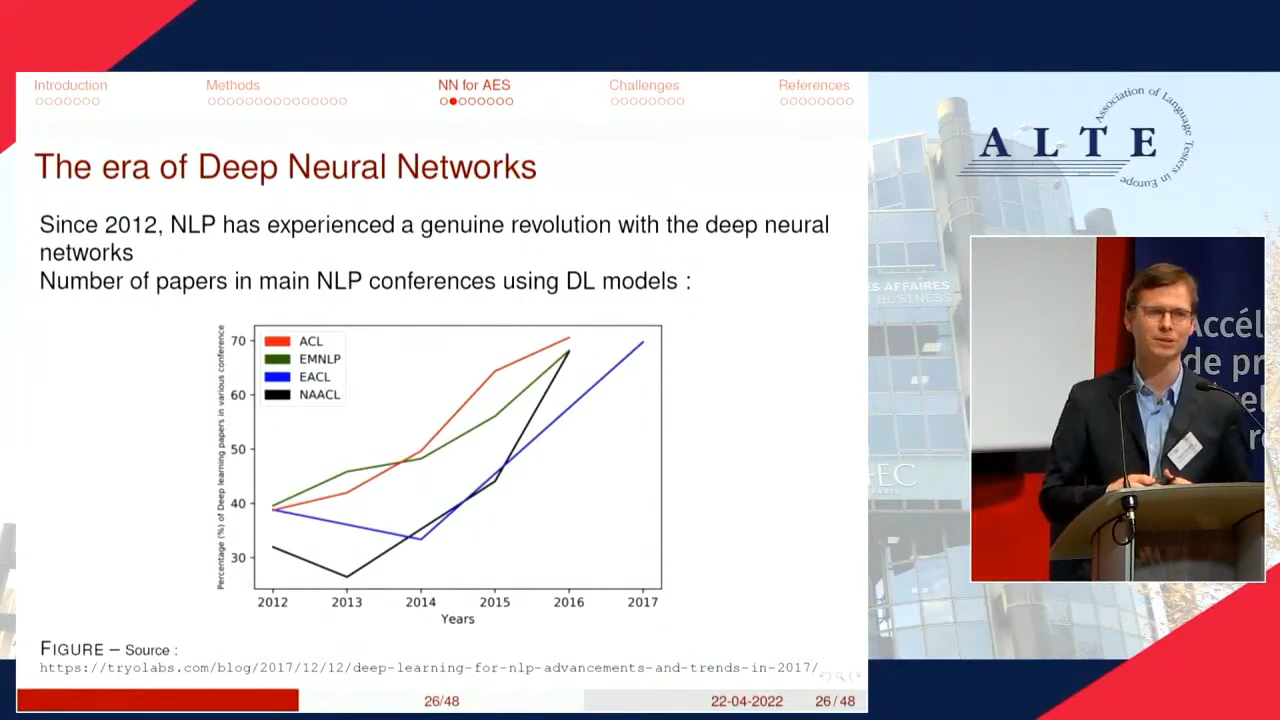 Introduction
Methods
NN for AES
Challenges
References
The era of Deep Neural Networks
Since 2012, NLP has experienced a genuine revolution with the deep neural
networks
Number of papers in main NLP conferences using DL models :
Percentage (%) of Deep learning papers in various conference
ACL
EMNLP
EACL
NAACL
70
60
50
40
30
2012 2013 2014 2015 2016 2017
Years
FIGURE – Source :
https://tryolabs.com/blog/2017/12/12/deep-learning-for-nlp-advancements-and-trends-in-2017/
26/48
22-04-2022
26 / 48
ALTE
Association of Language Testers in Europe
ES AFFAIRES
BUSINESS
EC
PARIS
Accél
de pr
vel